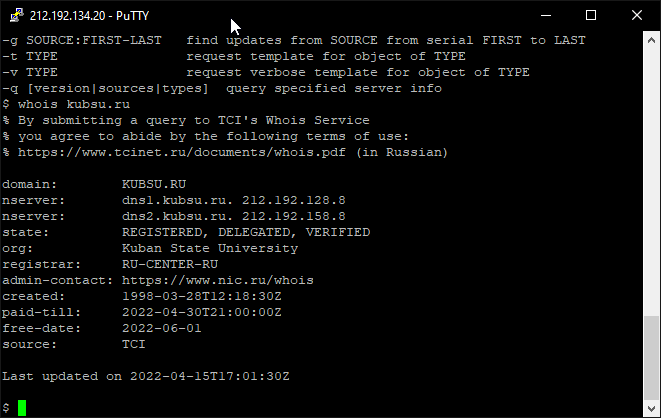 212.192.134.20 - PuTTY
-g SOURCE:FIRST-LAST   find updates from SOURCE from serial FIRST to LAST
-t TYPE                request template for object of TYPE
-v TYPE                request verbose template for object of TYPE
-q [version|sources|types]  query specified server info
$ whois kubsu.ru
% By submitting a query to TCI's Whois Service
% you agree to abide by the following terms of use:
% https://www.tcinet.ru/documents/whois.pdf (in Russian)

domain:        KUBSU.RU
nserver:       dns1.kubsu.ru. 212.192.128.8
nserver:       dns2.kubsu.ru. 212.192.158.8
state:         REGISTERED, DELEGATED, VERIFIED
org:           Kuban State University
registrar:     RU-CENTER-RU
admin-contact: https://www.nic.ru/whois
created:       1998-03-28T12:18:30Z
paid-till:     2022-04-30T21:00:00Z
free-date:     2022-06-01
source:        TCI

Last updated on 2022-04-15T17:01:30Z

$